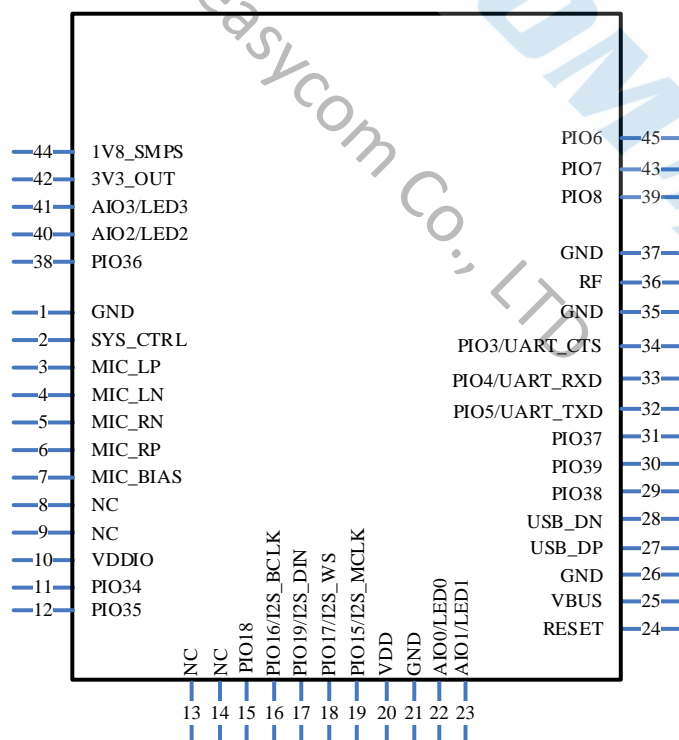 easycom Co., LTD
44 1V8_SMPS
42 3V3_OUT
41 AIO3/LED3
40 AIO2/LED2
38 PIO36
1 GND
2 SYS_CTRL
3 MIC_LP
4 MIC_LN
5 MIC_RN
6 MIC_RP
7 MIC_BIAS
8 NC
9 NC
10 VDDIO
11 PIO34
12 PIO35
PIO6 45
PIO7 43
PIO8 39
GND 37
RF 36
GND 35
PIO3/UART_CTS 34
PIO4/UART_RXD 33
PIO5/UART_TXD 32
PIO37 31
PIO39 30
PIO38 29
USB_DN 28
USB_DP 27
GND 26
VBUS 25
RESET 24
NC 13
NC 14
PIO18 15
PIO16/I2S_BCLK 16
PIO19/I2S_DIN 17
PIO17/I2S_WS 18
PIO15/I2S_MCLK 19
VDD 20
GND 21
AIO0/LED0 22
AIO1/LED1 23